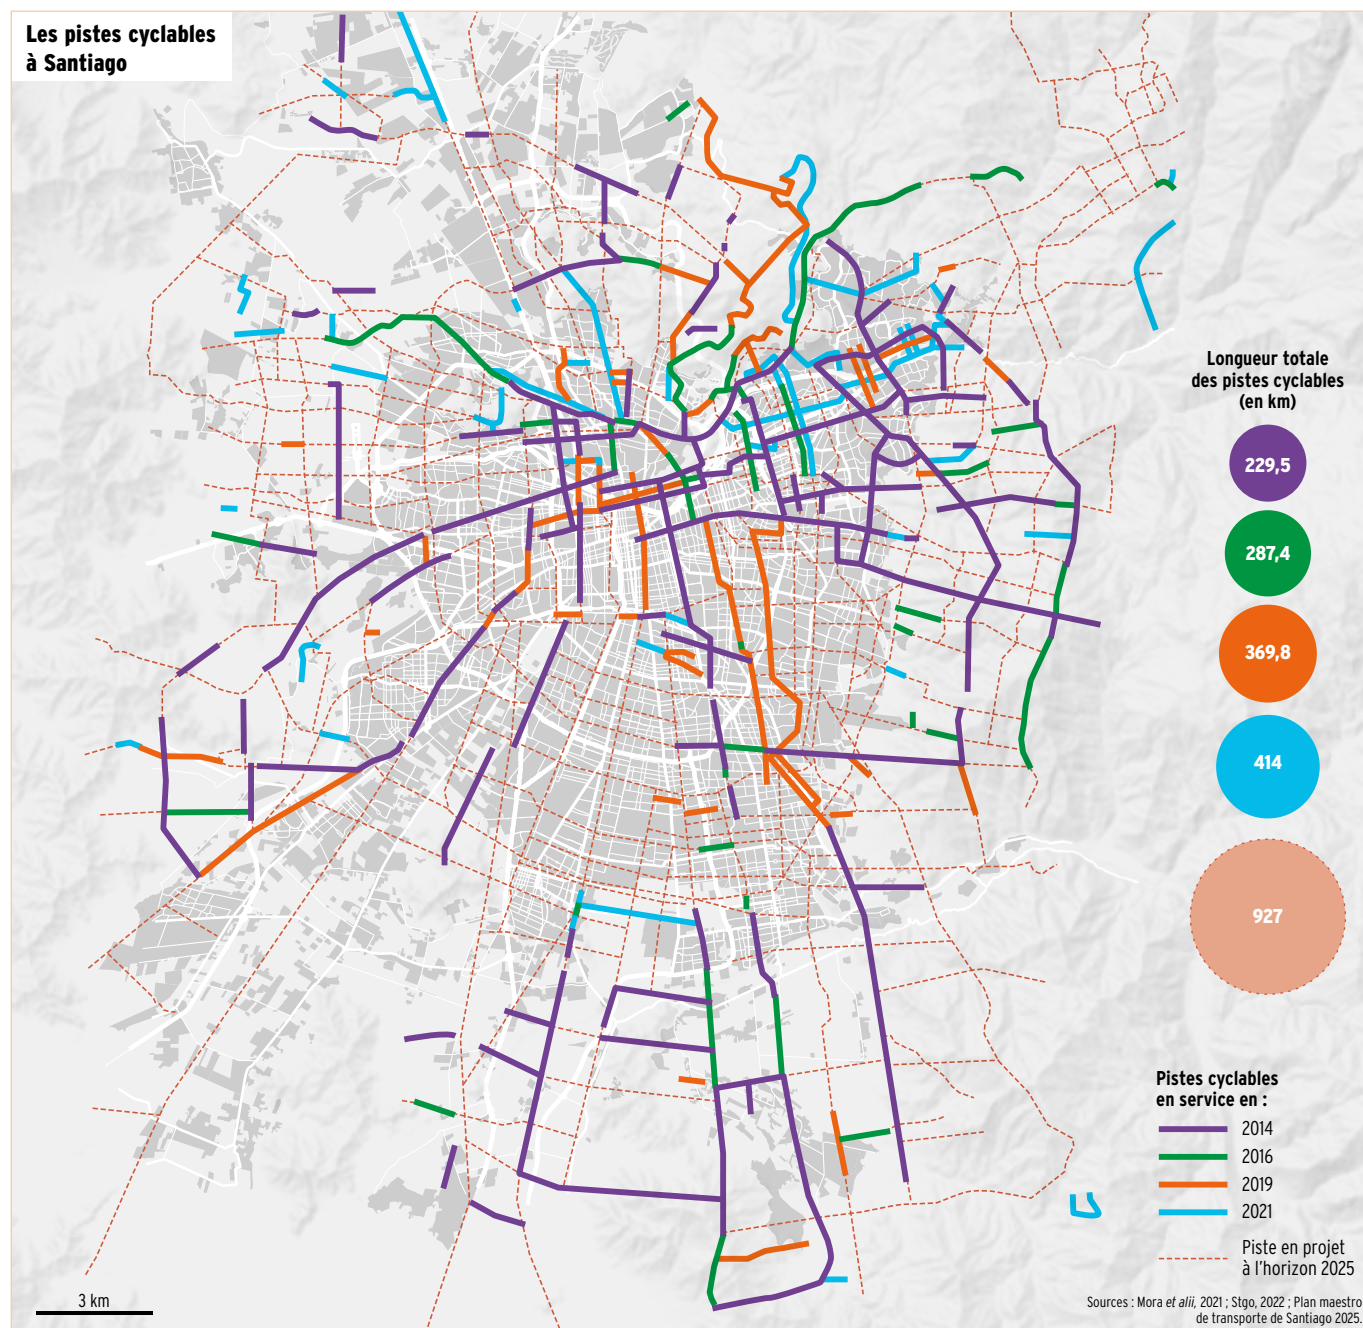 Les pistes cyclables
à Santiago
Longueur totale
des pistes cyclables
(en km)
229,5
287,4
369,8
414
927
Pistes cyclables
en service en :
2014
2016
2019
2021
Piste en projet
à l'horizon 2025
3 km
Sources : Mora et alii, 2021 ; Stgo, 2022 ; Plan maestro
de transporte de Santiago 2025.